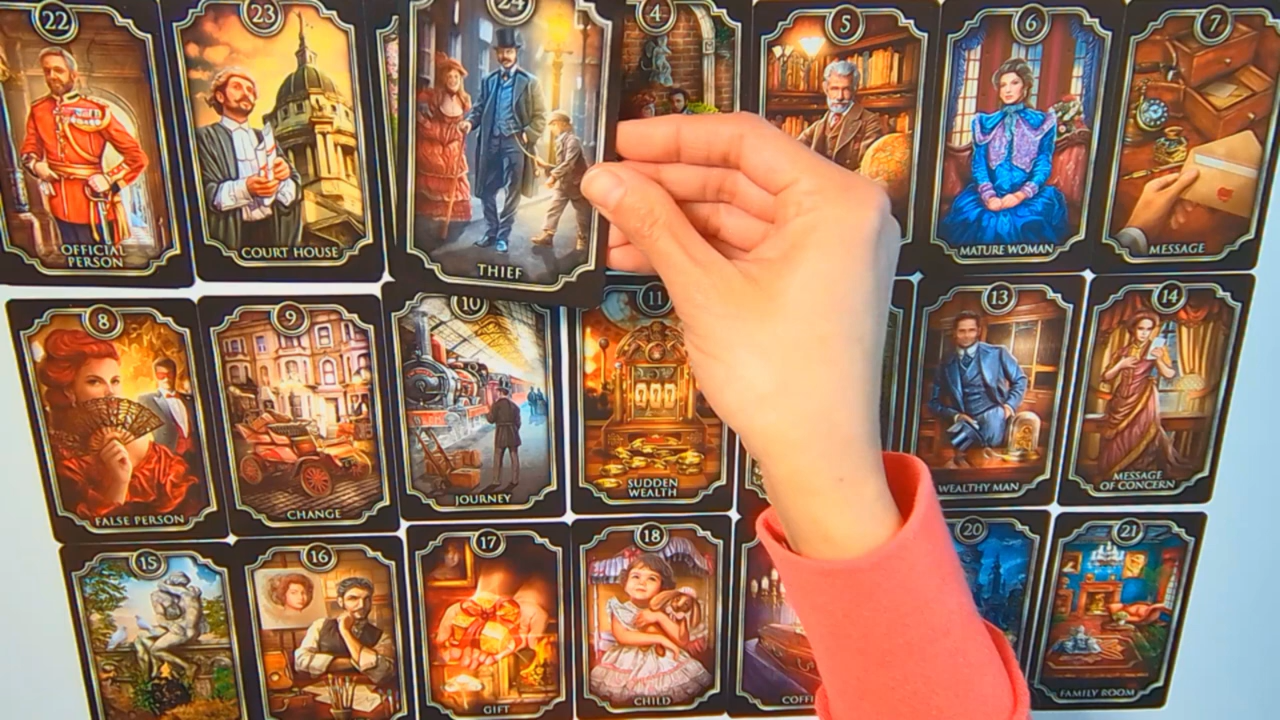 22
OFFICIAL
PERSON
23
COURT HOUSE
24
THIEF
4
5
6
MATURE WOMAN
7
MESSAGE
8
FALSE PERSON
9
CHANGE
10
JOURNEY
11
777
SUDDEN
WEALTH
13
WEALTHY MAN
14
MESSAGE
OF CONCERN
15
16
17
GIFT
18
CHILD
COFFI
20
21
FAMILY ROOM